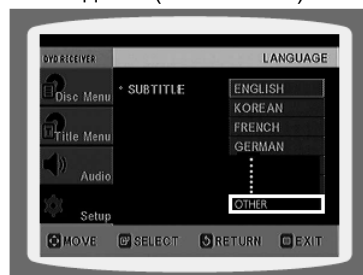 DVD RECEIVER
LANGUAGE
Disc Menu
Title Menu
Audio
Setup
• SUBTITLE
ENGLISH
KOREAN
FRENCH
GERMAN
OTHER
MOVE SELECT RETURN EXIT